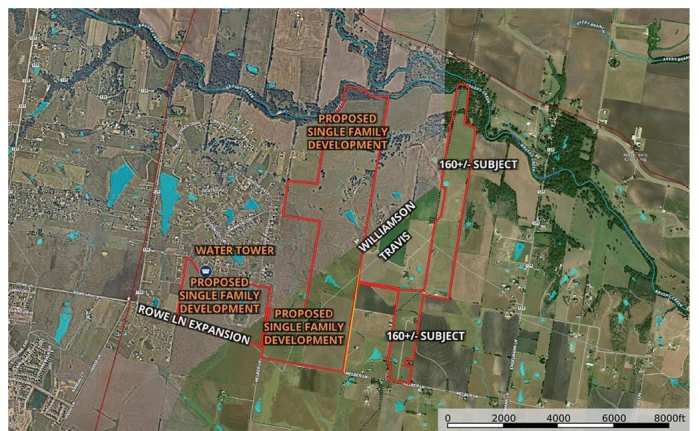 PROPOSED
SINGLE FAMILY
DEVELOPMENT
160+/- SUBJECT
WILLIAMSON
TRAVIS
WATER TOWER
PROPOSED
SINGLE FAMILY
DEVELOPMENT
ROWE LN EXPANSION
PROPOSED
SINGLE FAMILY
DEVELOPMENT
160+/- SUBJECT
0 2000 4000 6000 8000ft